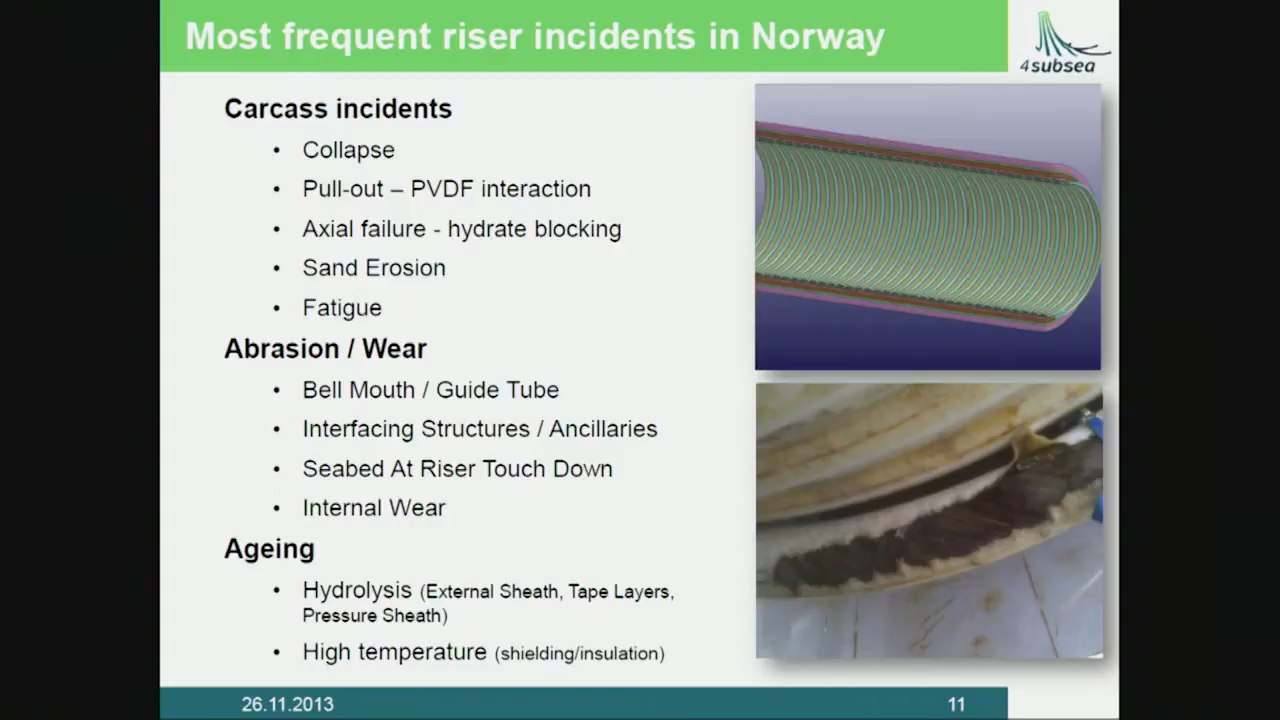 Most frequent riser incidents in Norway
4subsea
Carcass incidents
• Collapse
• Pull-out – PVDF interaction
• Axial failure - hydrate blocking
• Sand Erosion
• Fatigue
Abrasion / Wear
• Bell Mouth / Guide Tube
• Interfacing Structures / Ancillaries
• Seabed At Riser Touch Down
• Internal Wear
Ageing
• Hydrolysis (External Sheath, Tape Layers,
Pressure Sheath)
• High temperature (shielding/insulation)
26.11.2013
11